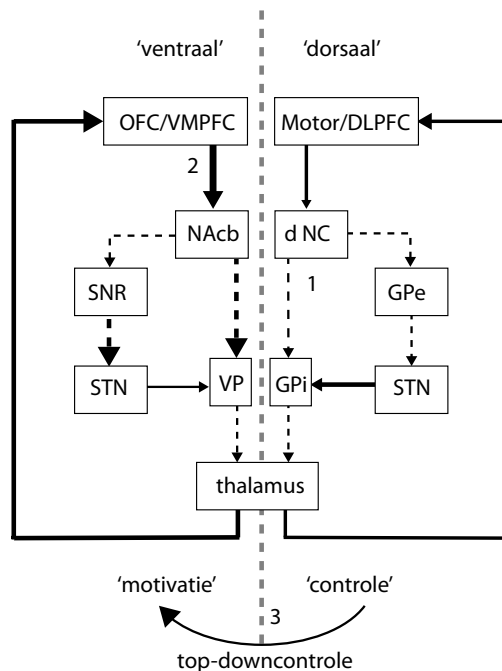 ‘ventraal’ ‘dorsaal’
OFC/VMPFC Motor/DLPFC
2
NAcb d NC
SNR 1 GPe
STN VP GPi STN
thalamus
‘motivatie’ ‘controle’
3
top-downcontrole